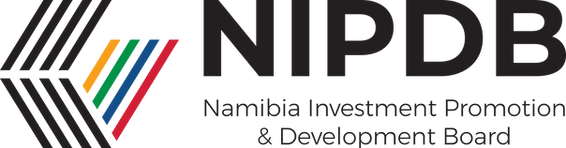 NIPDB
Namibia Investment Promotion
& Development Board